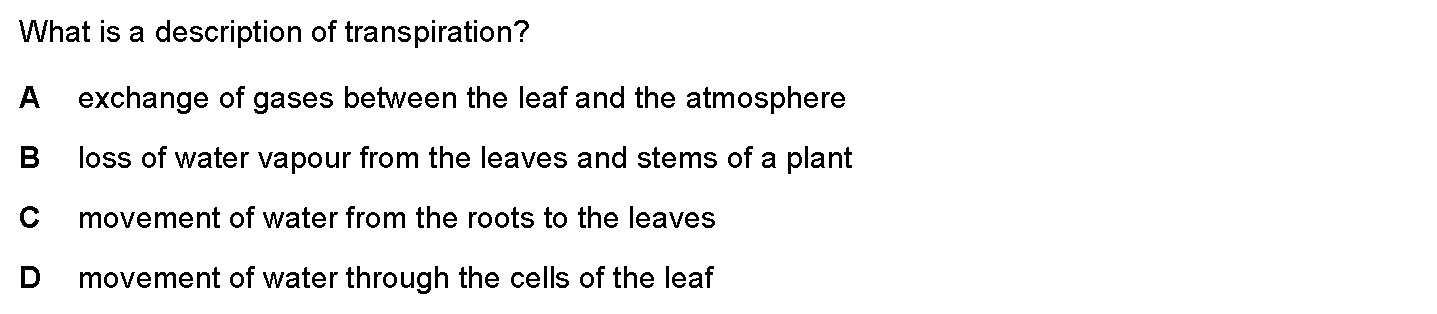 What is a description of transpiration?
A exchange of gases between the leaf and the atmosphere
B loss of water vapour from the leaves and stems of a plant
C movement of water from the roots to the leaves
D movement of water through the cells of the leaf